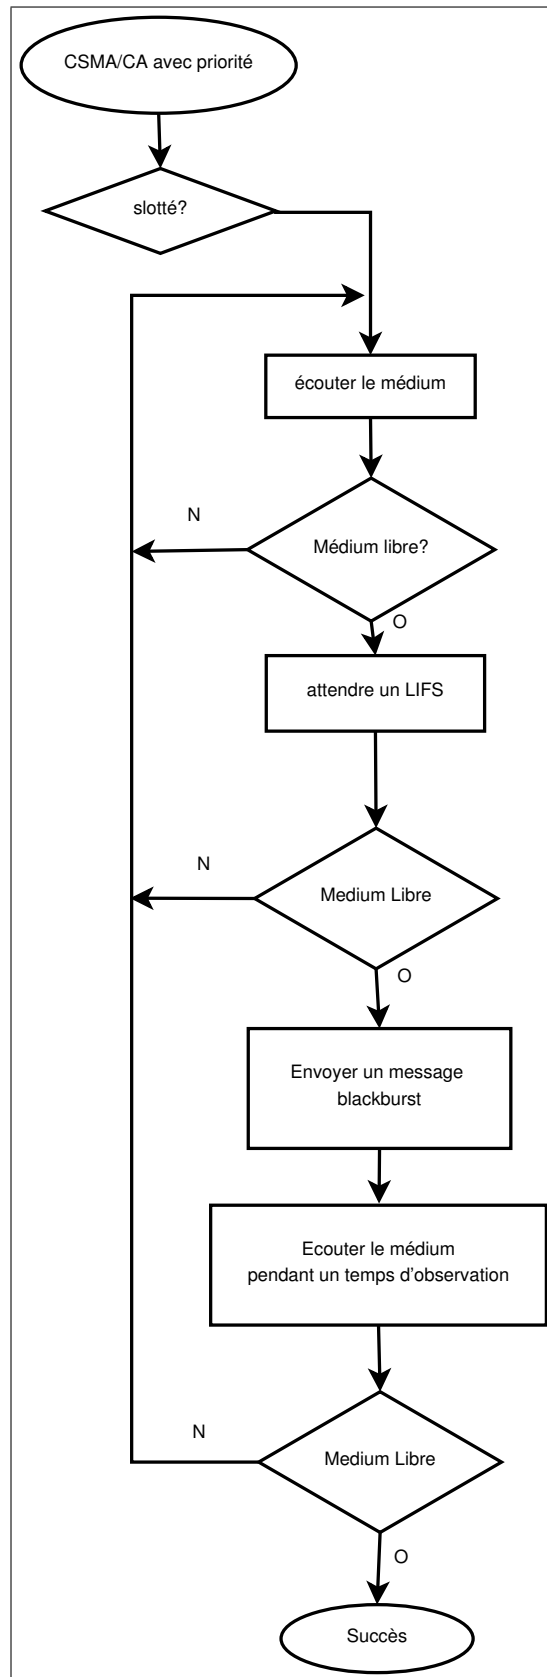 CSMA/CA avec priorité
slotté?
écouter le médium
Médium libre?
N
O
attendre un LIFS
Medium Libre
N
O
Envoyer un message
blackburst
Ecouter le médium
pendant un temps d'observation
Medium Libre
N
O
Succès